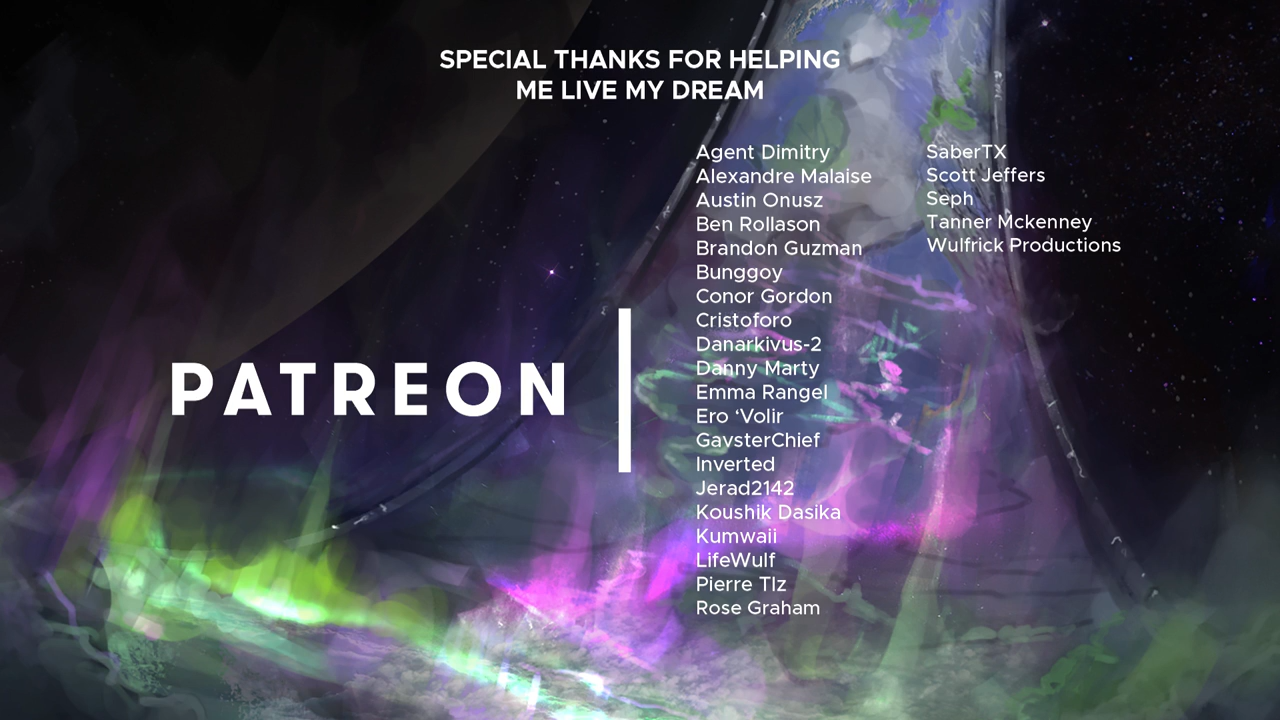 SPECIAL THANKS FOR HELPING
ME LIVE MY DREAM
PATREON
Agent Dimitry
Alexandre Malaise
Austin Onusz
Ben Rollason
Brandon Guzman
Bunggoy
Conor Gordon
Cristoforo
Danarkivus-2
Danny Marty
Emma Rangel
Ero ‘Volir
GavsterChief
Inverted
Jerad2142
Koushik Dasika
Kumwaii
LifeWulf
Pierre Tlz
Rose Graham
SaberTX
Scott Jeffers
Seph
Tanner Mckenney
Wulfrick Productions